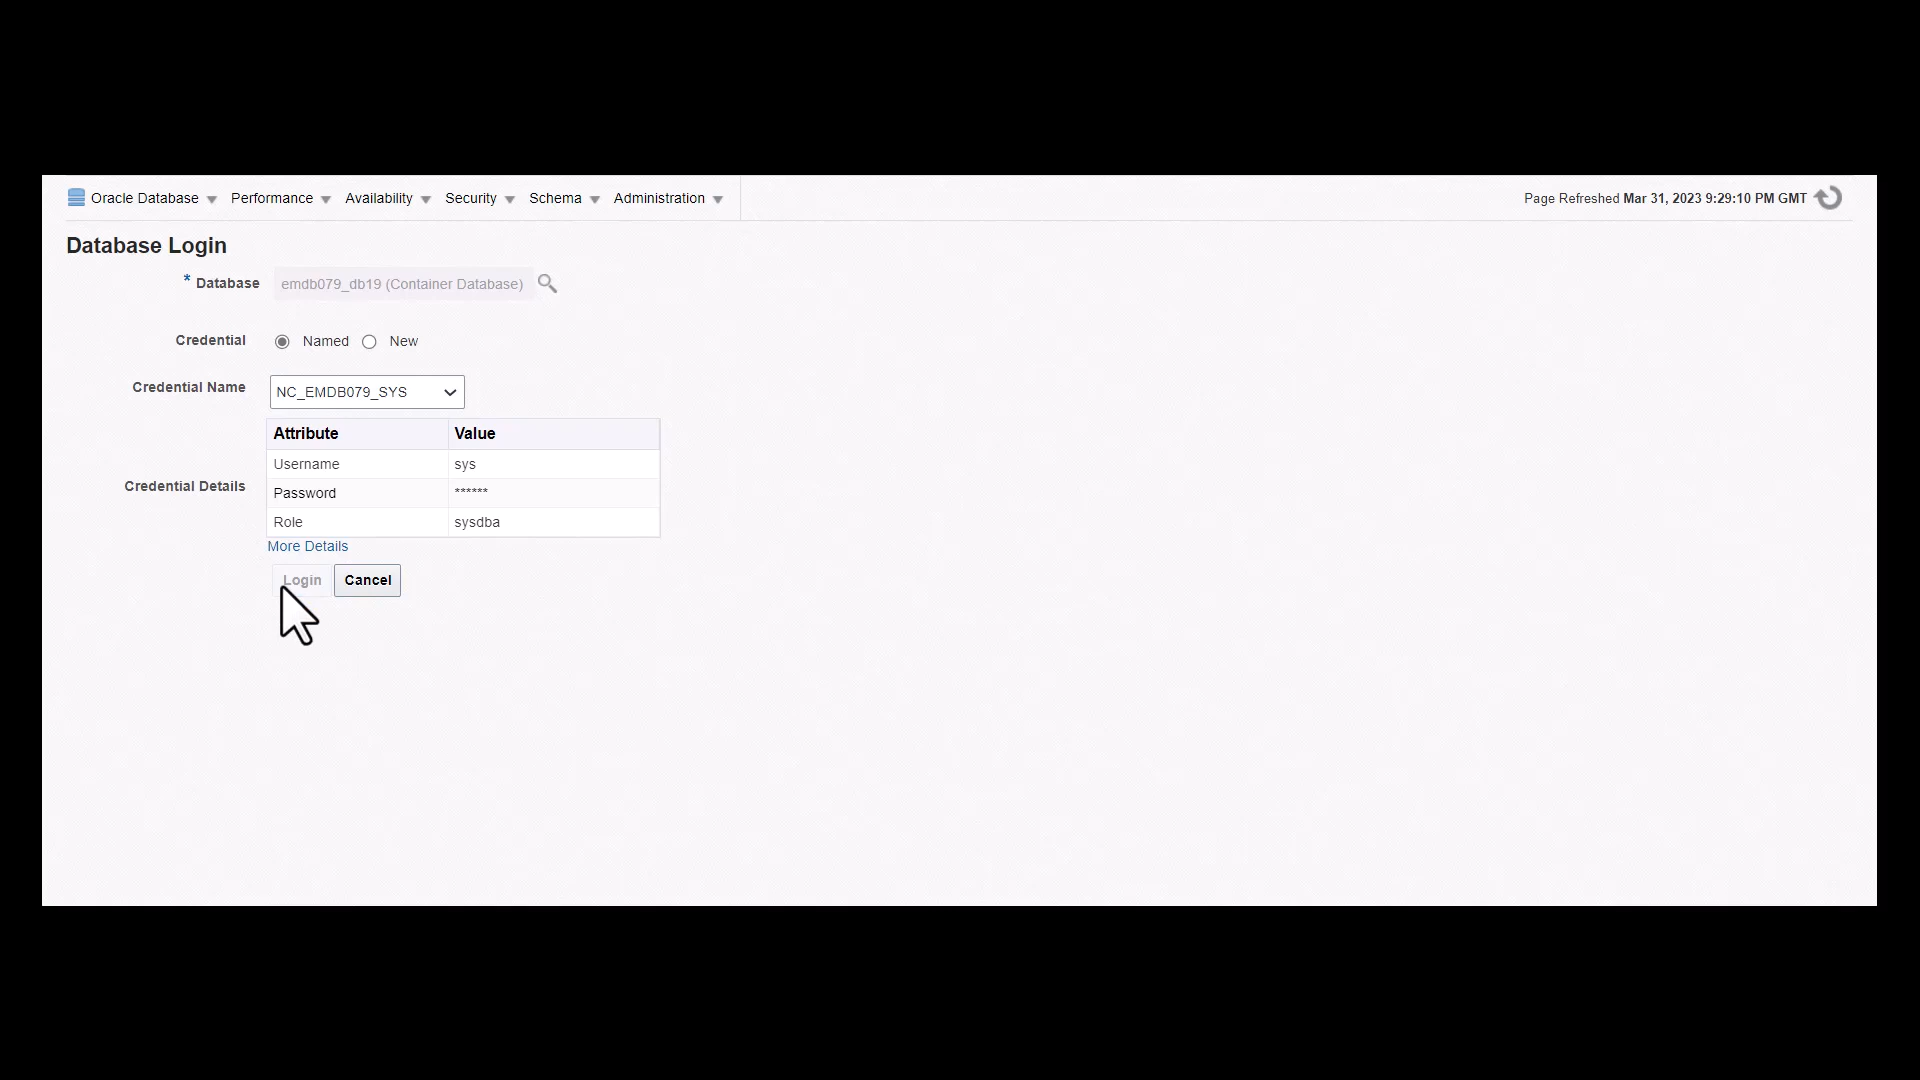 Oracle Database Performance Availability Security Schema Administration Page Refreshed Mar 31, 2023 9:29:10 PM GMT
Database Login
* Database emdb079_db19 (Container Database)
Credential Named New
Credential Name NC_EMDB079_SYS
Attribute Value
Username sys
Credential Details
Password ******
Role sysdba
More Details
Login Cancel